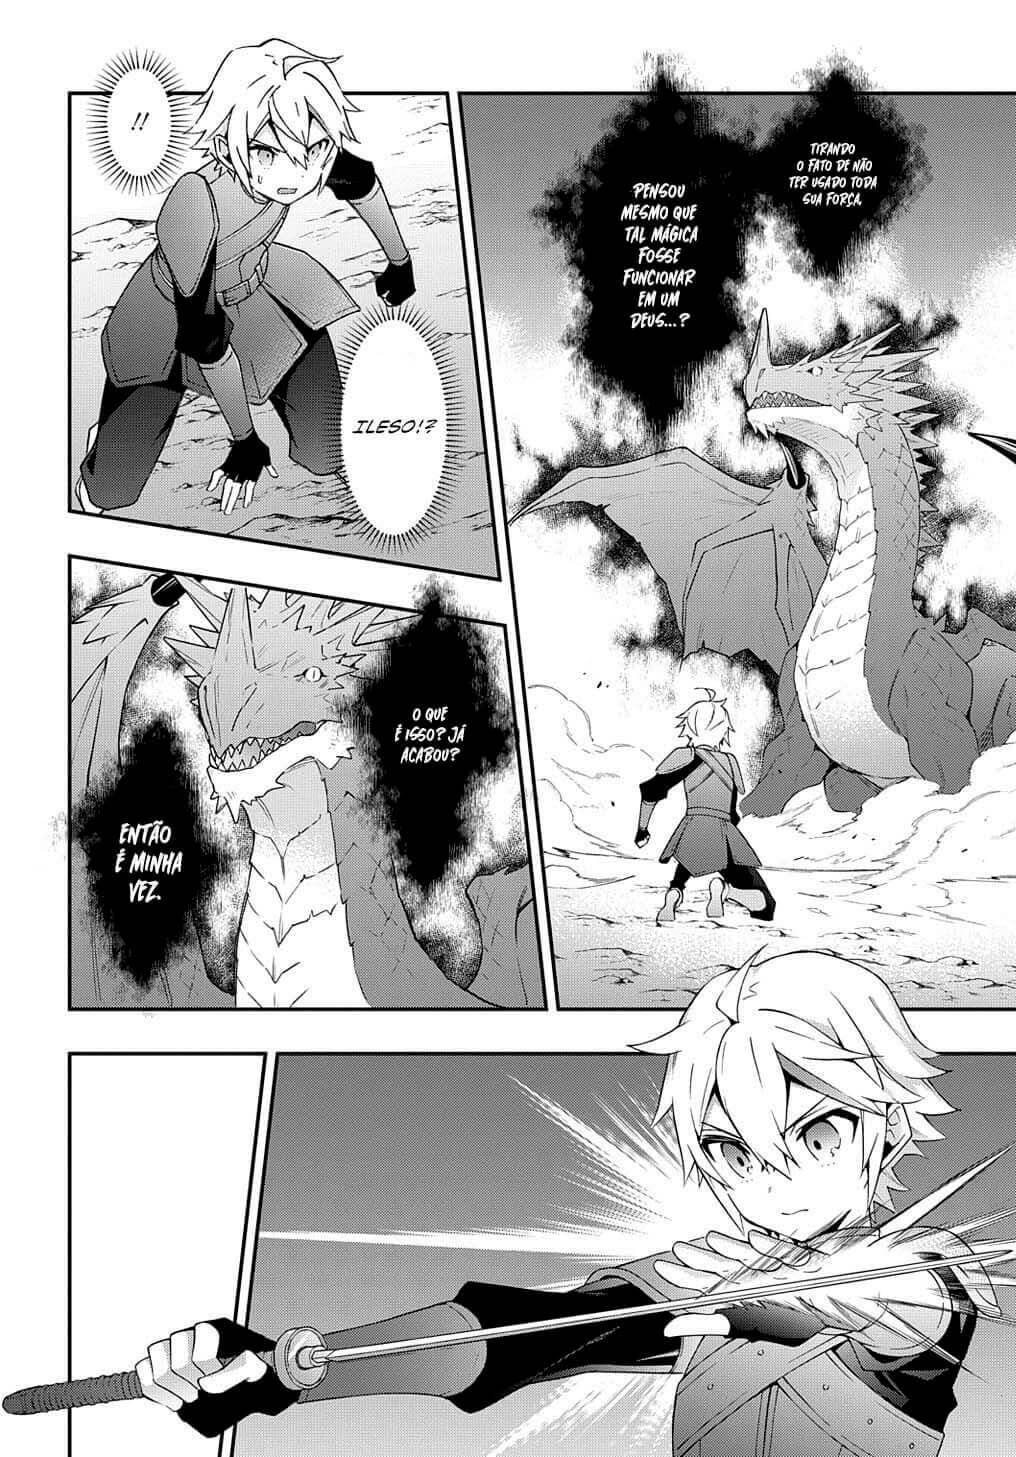 TIRANDO
O FATO DE NÃO
TER USADO TODA
SUA FORÇA,
PENSOU
MESMO QUE
TAL MÁGICA
FOSSE
FUNCIONAR
EM UM
DEUS...?
!!
ILESO!?
O QUE
É ISSO? JÁ
ACABOU?
ENTÃO
É MINHA
VEZ.